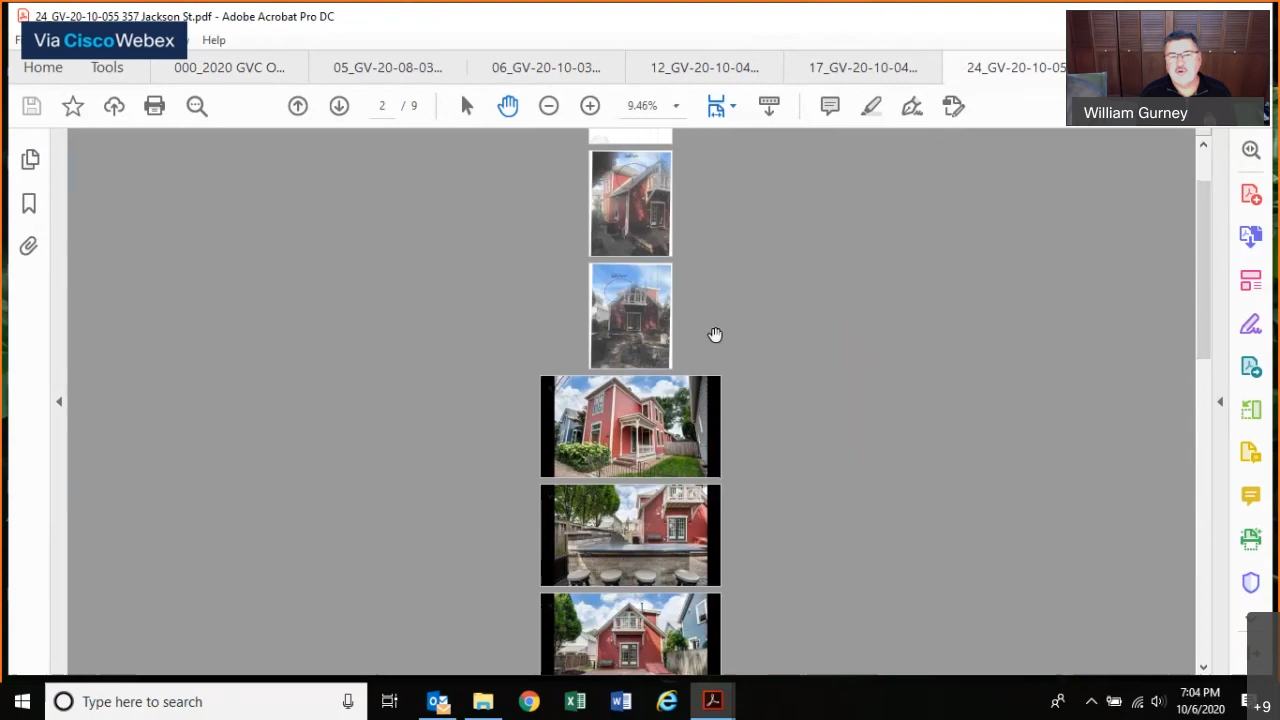 24_GV-20-10-055 357 Jackson St.pdf - Adobe Acrobat Pro DC
Via CiscoWebex
Help
Home
Tools
000_2020 GVC O...
05_GV-20-08-03...
06_GV-20-10-03...
12_GV-20-10-04...
17_GV-20-10-04...
24_GV-20-10-05
2 / 9
9.46%
William Gurney
Type here to search
7:04 PM
10/6/2020
+9